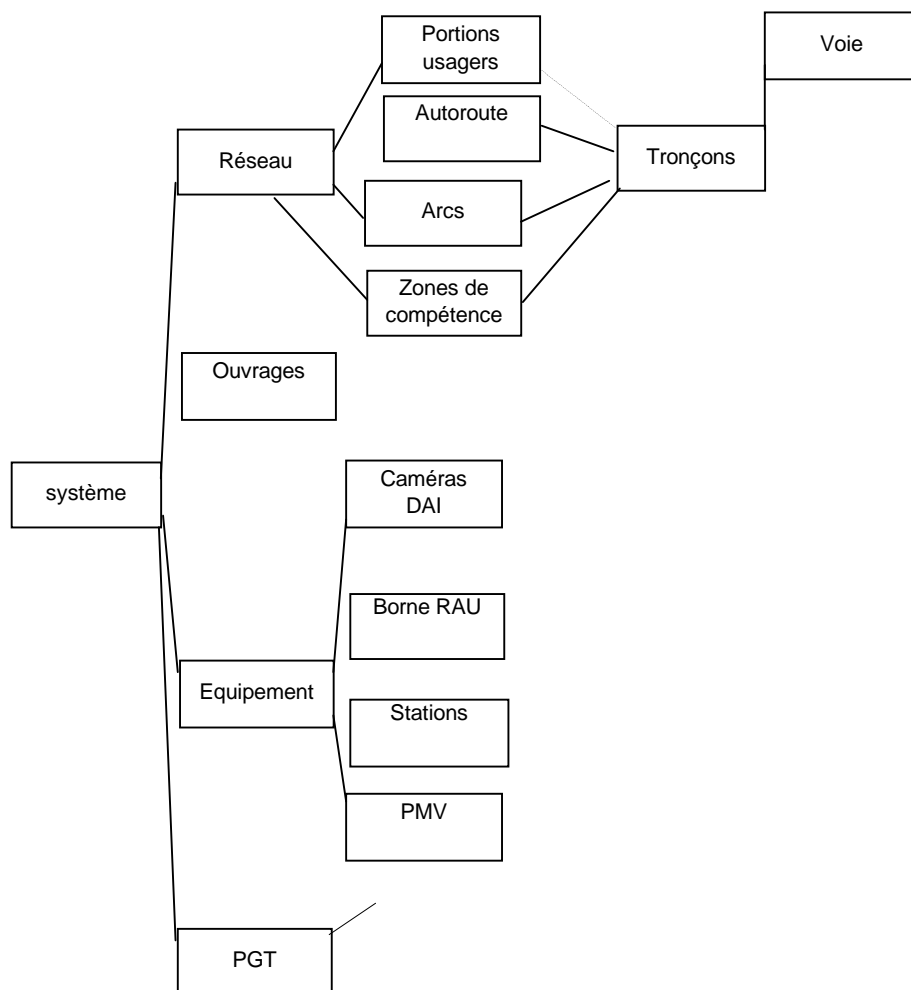 Portions
usagers
Voie
Autoroute
Réseau
Tronçons
Arcs
Zones de
compétence
Ouvrages
système
Caméras
DAI
Borne RAU
Equipement
Stations
PMV
PGT